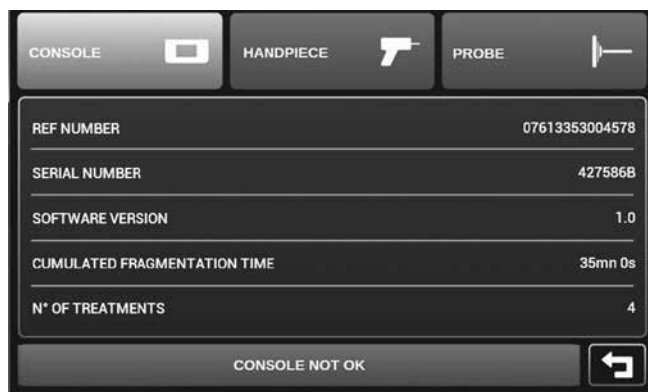 CONSOLE HANDPIECE PROBE
REF NUMBER 07613353004578
SERIAL NUMBER 427586B
SOFTWARE VERSION 1.0
CUMULATED FRAGMENTATION TIME 35mn 0s
N° OF TREATMENTS 4
CONSOLE NOT OK